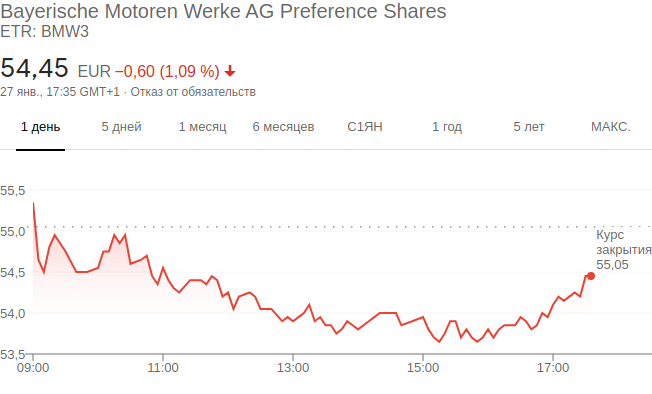 Bayerische Motoren Werke AG Preference Shares
ETR: BMW3
54,45 EUR −0,60 (1,09 %)
27 янв., 17:35 GMT+1 · Отказ от обязательств
1 день 5 дней 1 месяц 6 месяцев С1ЯН 1 год 5 лет МАКС.
55,5
55,0
Курс
закрытия
55,05
54,5
54,0
53,5
09:00 11:00 13:00 15:00 17:00